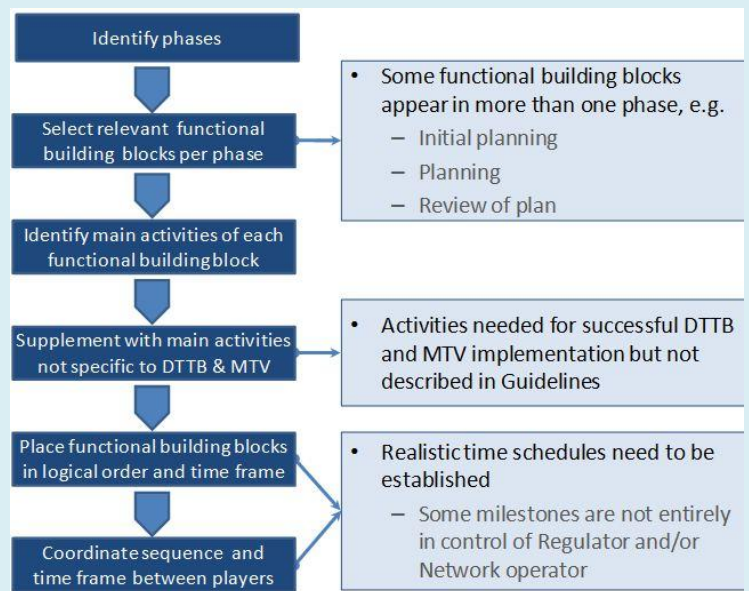 Identify phases
Select relevant functional
building blocks per phase
Identify main activities of each
functional building block
Supplement with main activities
not specific to DTTB & MTV
Place functional building blocks
in logical order and time frame
Coordinate sequence and
time frame between players
• Some functional building blocks
appear in more than one phase, e.g.
– Initial planning
– Planning
– Review of plan
• Activities needed for successful DTTB
and MTV implementation but not
described in Guidelines
• Realistic time schedules need to be
established
– Some milestones are not entirely
in control of Regulator and/or
Network operator